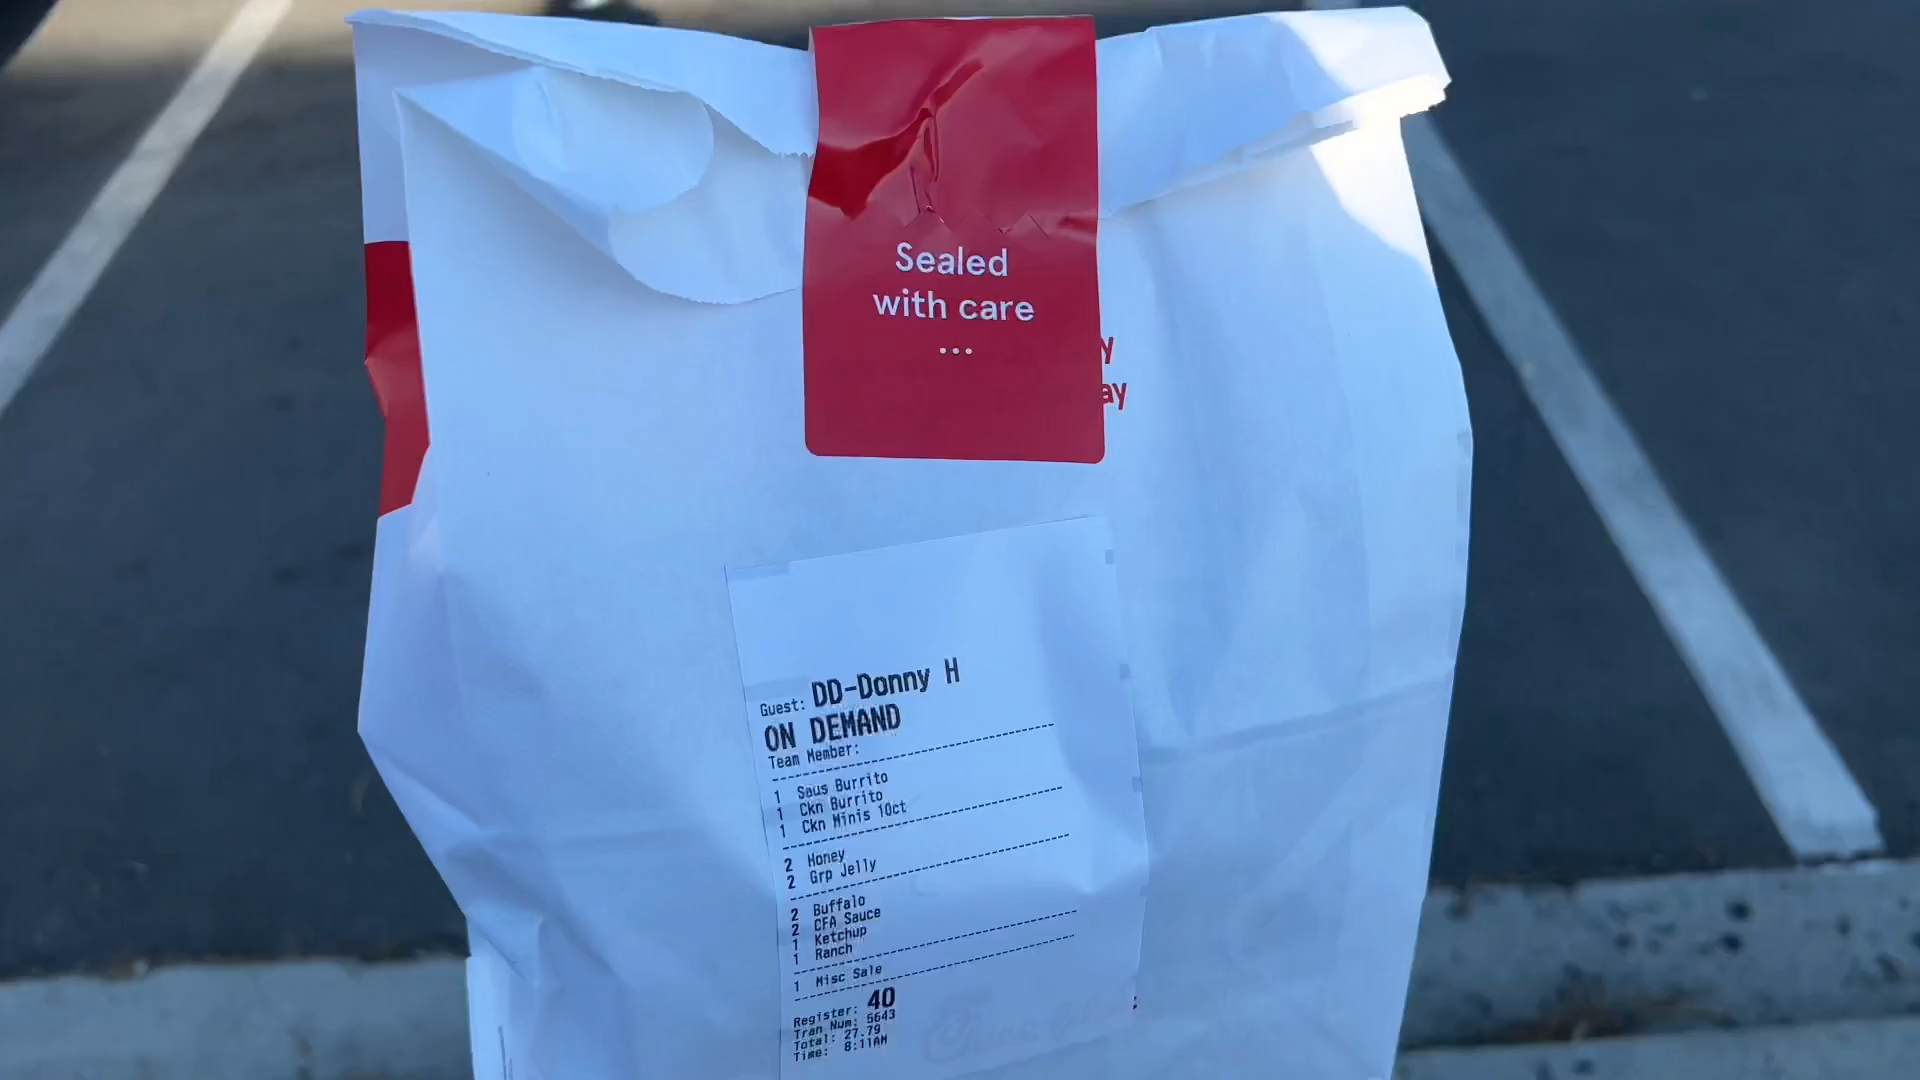 Sealed
with care
...
y
ay
Guest: DD-Donny H
ON DEMAND
Team Member:
1 Saus Burrito
1 Ckn Burrito
1 Ckn Minis 10ct
2 Honey
2 Grp Jelly
2 Buffalo
2 CFA Sauce
1 Ketchup
1 Ranch
1 Misc Sale
Register: 40
Tran Num: 5643
Total: 27.79
Time: 8:11AM